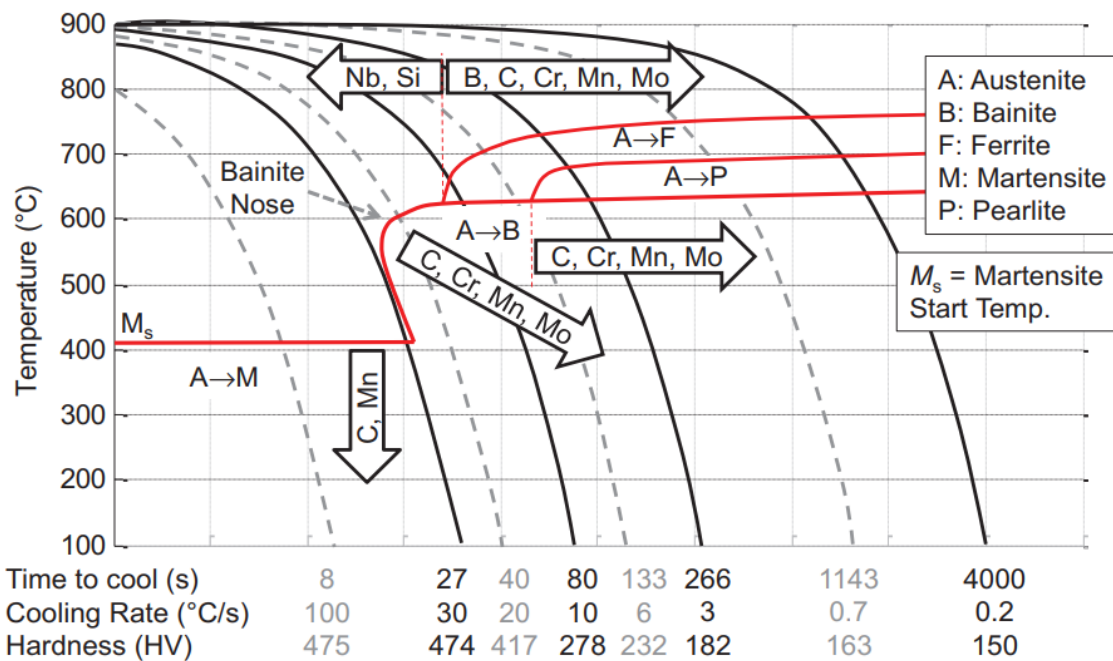 900
800
700
600
500
400
300
200
100
Temperature (°C)
Nb, Si
B, C, Cr, Mn, Mo
A→F
A→P
Bainite
Nose
A→B
C, Cr, Mn, Mo
C, Cr, Mn, Mo
Ms
A→M
C, Mn
A: Austenite
B: Bainite
F: Ferrite
M: Martensite
P: Pearlite
Ms = Martensite
Start Temp.
Time to cool (s) 8 27 40 80 133 266 1143 4000
Cooling Rate (°C/s) 100 30 20 10 6 3 0.7 0.2
Hardness (HV) 475 474 417 278 232 182 163 150